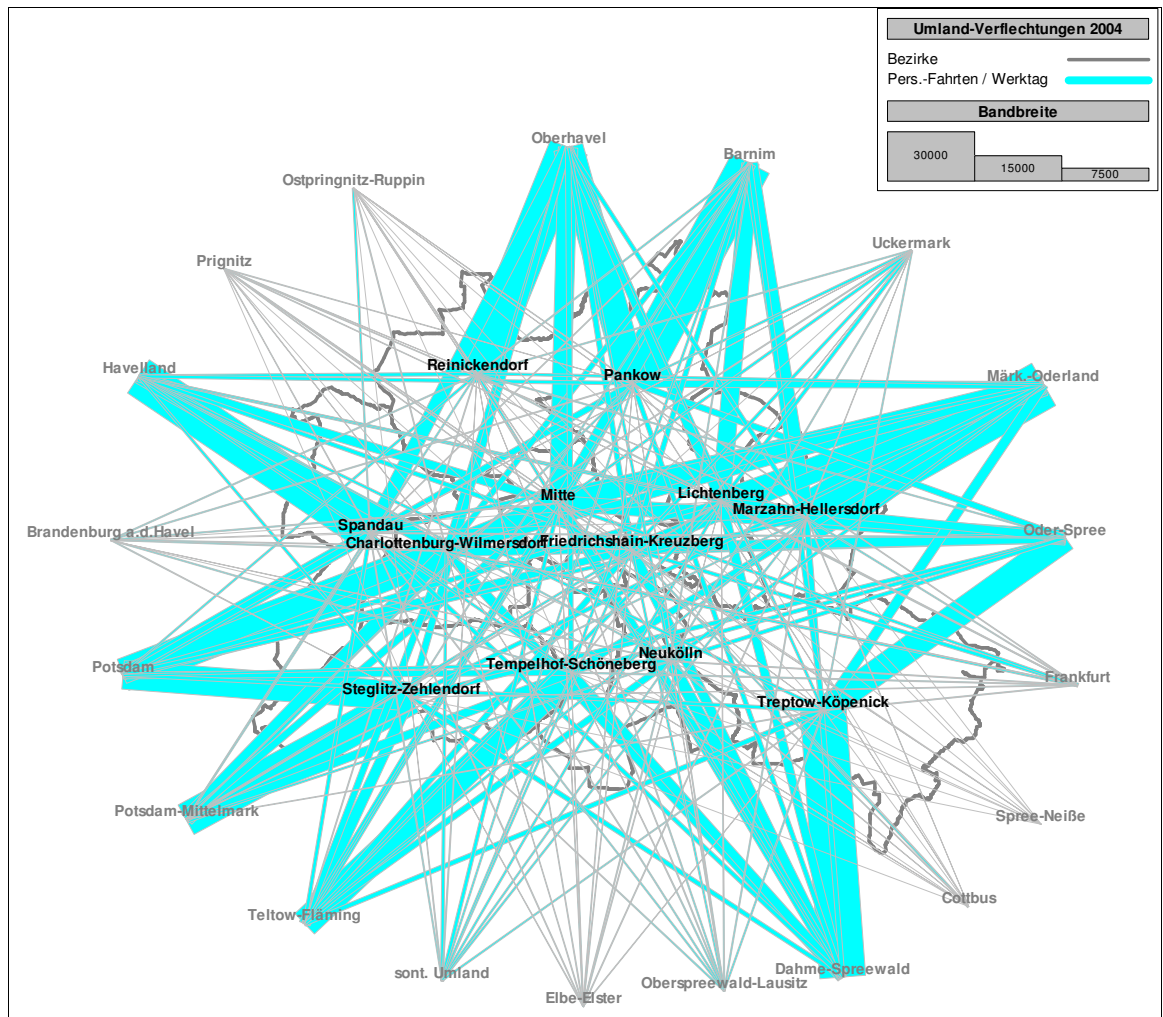 Umland-Verflechtungen 2004
Bezirke
Pers.-Fahrten / Werktag
Bandbreite
30000
15000
7500
Oberhavel
Barnim
Ostpringnitz-Ruppin
Uckermark
Prignitz
Havelland
Reinickendorf
Pankow
Märk.-Oderland
Mitte
Lichtenberg
Marzahn-Hellersdorf
Spandau
Brandenburg a.d.Havel
Charlottenburg-Wilmersdorf
Friedrichshain-Kreuzberg
Oder-Spree
Neukölln
Tempelhof-Schöneberg
Potsdam
Steglitz-Zehlendorf
Treptow-Köpenick
Frankfurt
Potsdam-Mittelmark
Spree-Neiße
Cottbus
Teltow-Fläming
sont. Umland
Dahme-Spreewald
Oberspreewald-Lausitz
Elbe-Elster